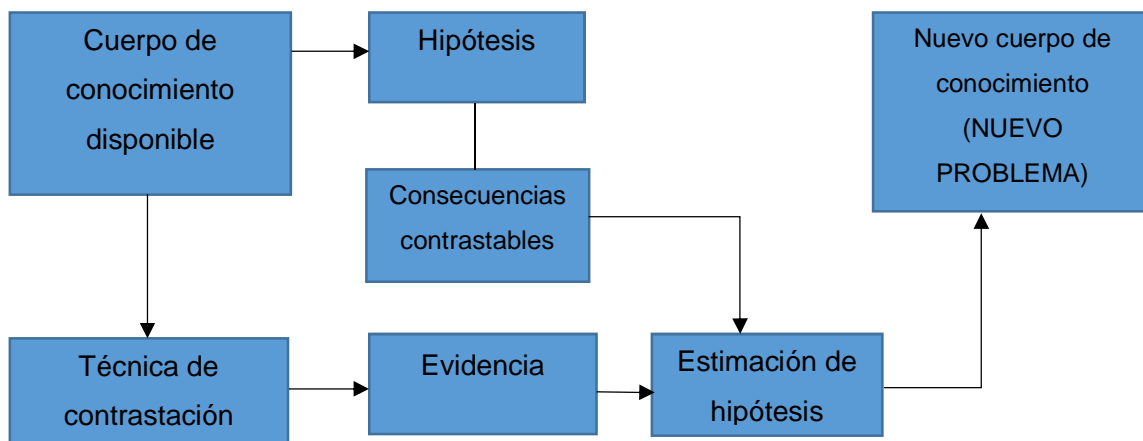 Cuerpo de
conocimiento
disponible
Hipótesis
Nuevo cuerpo de
conocimiento
(NUEVO
PROBLEMA)
Consecuencias
contrastables
Técnica de
contrastación
Evidencia
Estimación de
hipótesis